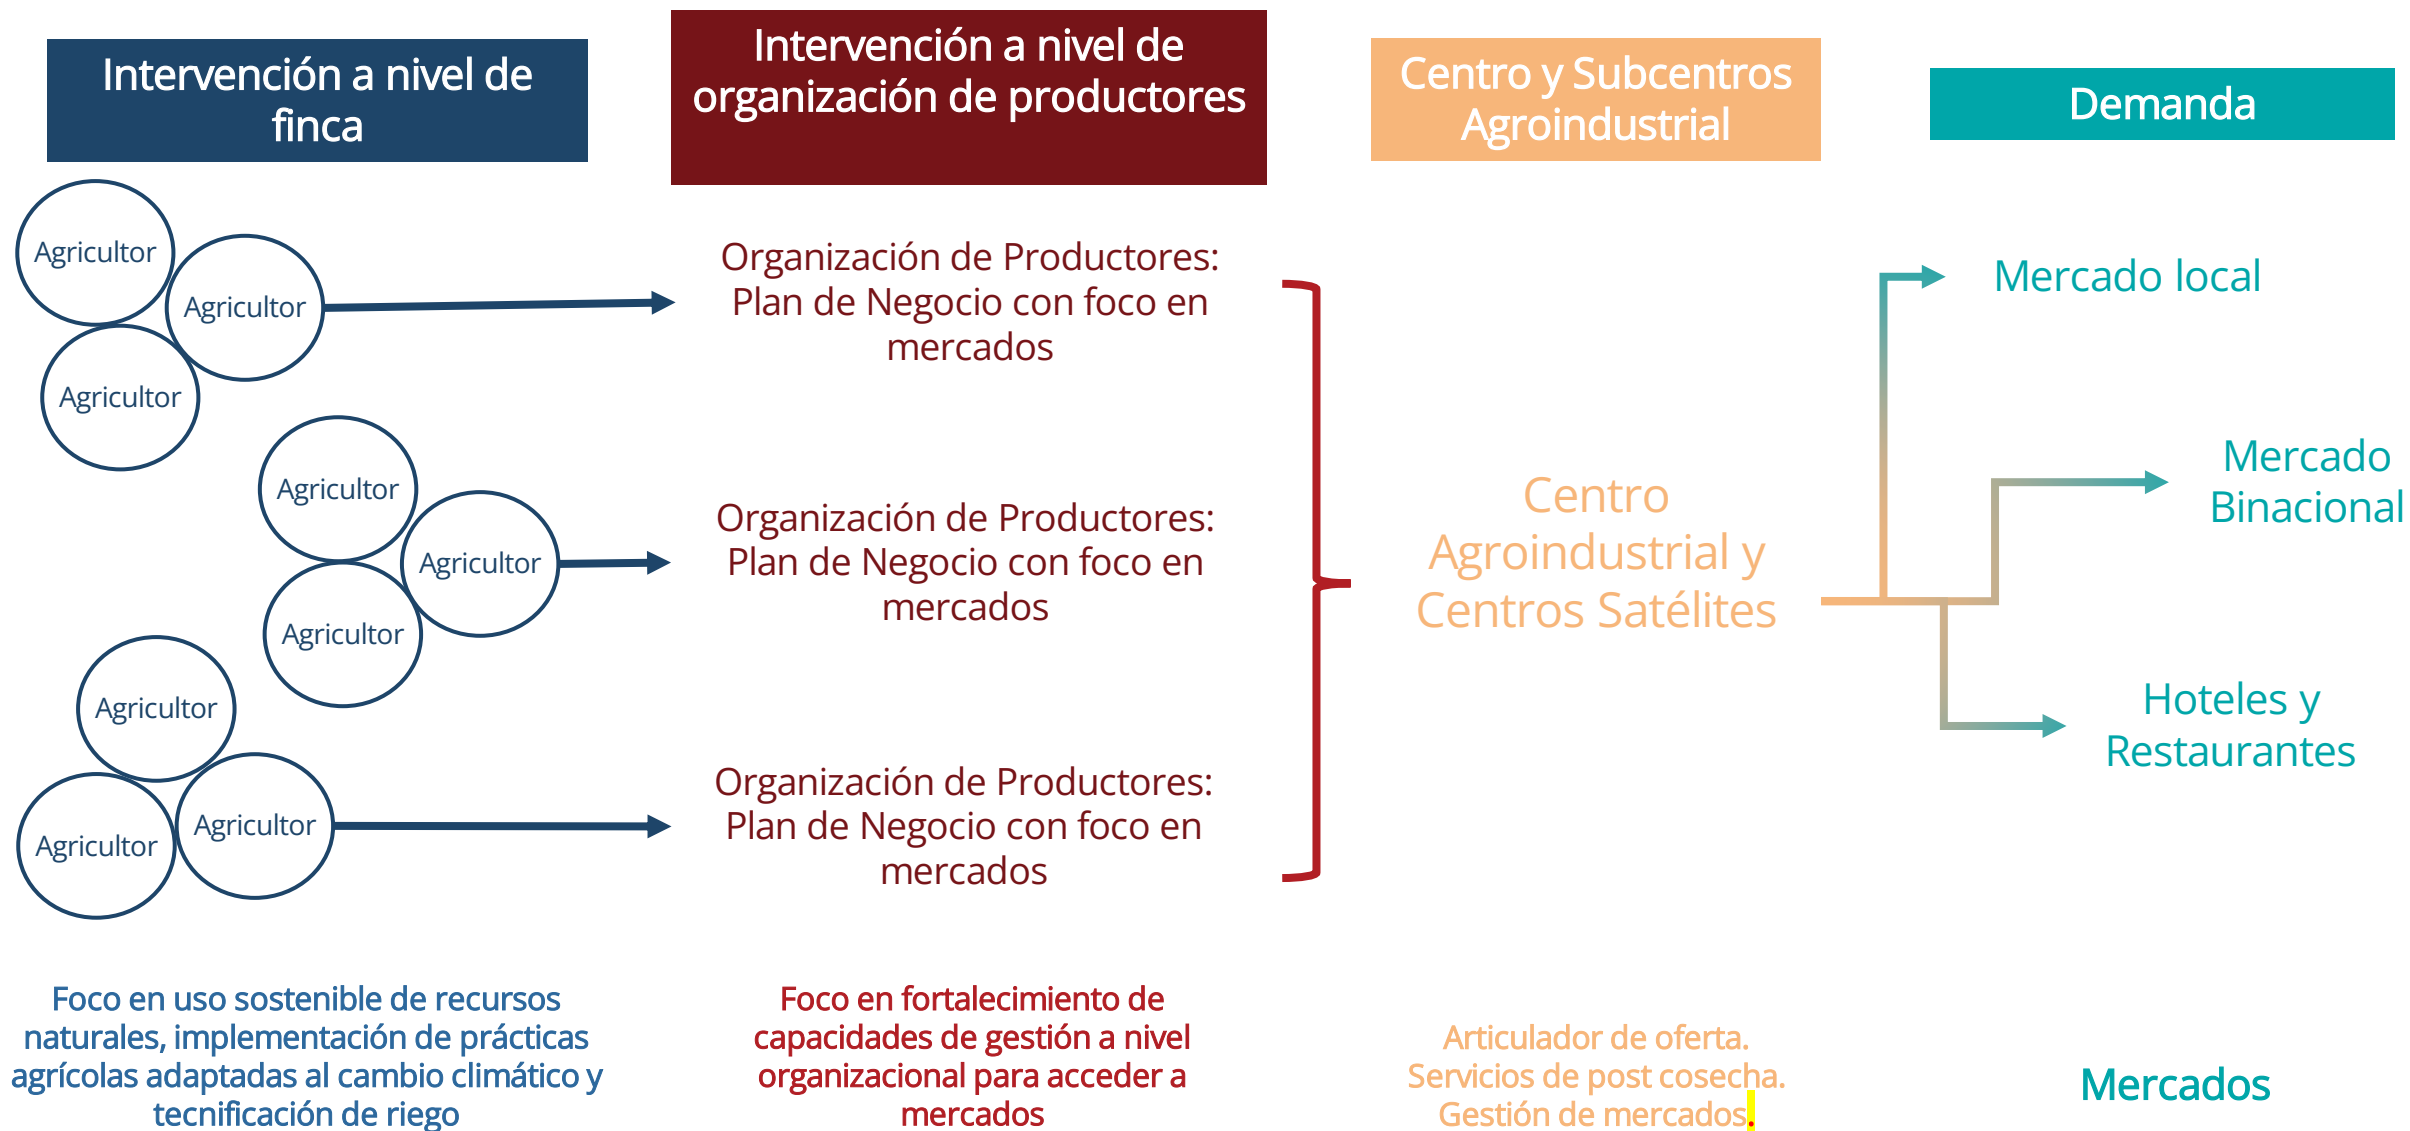 Intervención a nivel de
finca
Intervención a nivel de
organización de productores
Centro y Subcentros
Agroindustrial
Demanda
Agricultor
Agricultor
Agricultor
Agricultor
Agricultor
Agricultor
Agricultor
Agricultor
Agricultor
Organización de Productores:
Plan de Negocio con foco en
mercados
Organización de Productores:
Plan de Negocio con foco en
mercados
Organización de Productores:
Plan de Negocio con foco en
mercados
Centro
Agroindustrial y
Centros Satélites
Mercado local
Mercado
Binacional
Hoteles y
Restaurantes
Foco en uso sostenible de recursos
naturales, implementación de prácticas
agrícolas adaptadas al cambio climático y
tecnificación de riego
Foco en fortalecimiento de
capacidades de gestión a nivel
organizacional para acceder a
mercados
Articulador de oferta.
Servicios de post cosecha.
Gestión de mercados.
Mercados